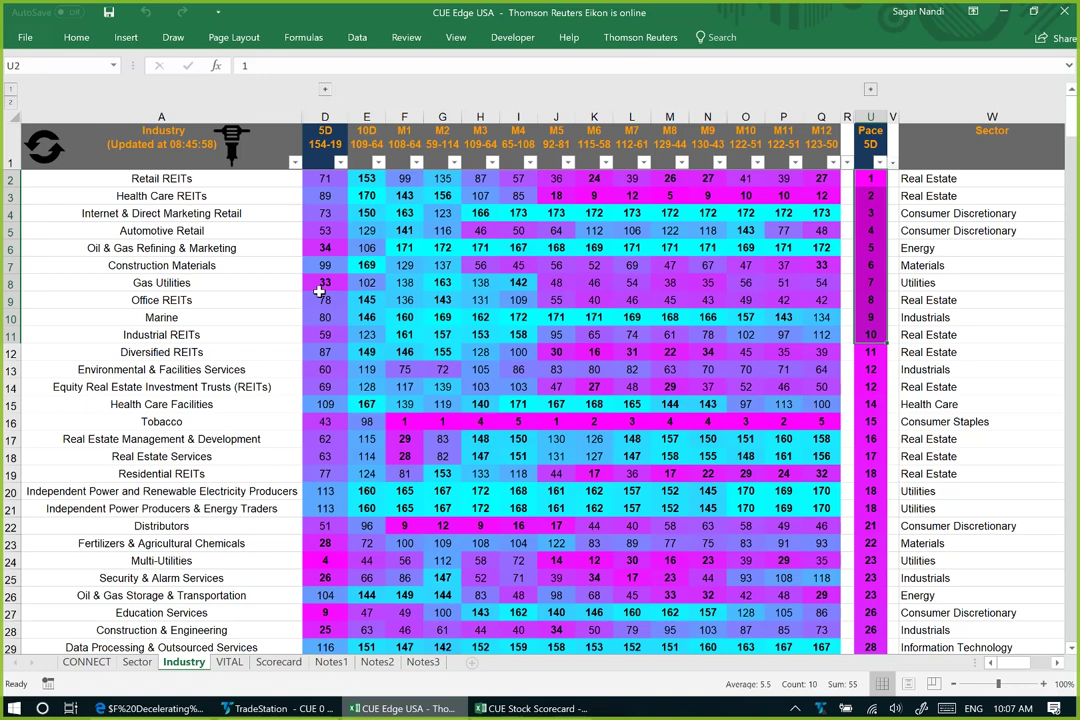 AutoSave Off CUE Edge USA - Thomson Reuters Eikon is online Sagar Nandi
File Home Insert Draw Page Layout Formulas Data Review View Developer Help Thomson Reuters Search Share
U2 fx 1
1
2
A D E F G H I J K L M N O P Q R U V W
Industry 5D 10D M1 M2 M3 M4 M5 M6 M7 M8 M9 M10 M11 M12 Pace Sector
(Updated at 08:45:58) 154-19 109-64 108-64 59-114 109-64 65-108 92-81 115-58 112-61 129-44 130-43 122-51 122-51 123-50 5D
1
2 Retail REITs 71 153 99 135 87 57 36 24 39 26 27 41 39 27 1 Real Estate
3 Health Care REITs 89 170 143 156 107 85 18 9 12 5 9 10 10 12 2 Real Estate
4 Internet & Direct Marketing Retail 73 150 163 123 166 173 173 172 173 172 172 172 172 173 3 Consumer Discretionary
5 Automotive Retail 53 129 141 116 46 50 64 112 106 122 118 143 77 48 4 Consumer Discretionary
6 Oil & Gas Refining & Marketing 34 106 171 172 171 167 168 169 171 171 171 169 171 172 5 Energy
7 Construction Materials 99 169 129 137 56 45 56 52 69 47 67 47 37 33 6 Materials
8 Gas Utilities 33 102 138 163 138 142 48 46 54 38 35 56 51 54 7 Utilities
9 Office REITs 78 145 136 143 131 109 55 40 46 45 43 49 42 42 8 Real Estate
10 Marine 80 146 160 169 162 172 171 171 169 168 166 157 143 134 9 Industrials
11 Industrial REITs 59 123 161 157 153 158 95 65 74 61 78 102 97 112 10 Real Estate
12 Diversified REITs 87 149 146 155 128 100 30 16 31 22 34 45 35 39 11 Real Estate
13 Environmental & Facilities Services 60 119 75 72 105 86 83 80 82 63 70 70 71 64 12 Industrials
14 Equity Real Estate Investment Trusts (REITs) 69 128 117 139 103 103 47 27 48 29 37 52 46 50 12 Real Estate
15 Health Care Facilities 109 167 139 119 140 171 167 168 165 144 143 97 113 100 14 Health Care
16 Tobacco 43 98 1 1 4 5 1 2 3 4 4 3 2 5 15 Consumer Staples
17 Real Estate Management & Development 62 115 29 83 148 150 130 126 148 157 150 151 160 158 16 Real Estate
18 Real Estate Services 63 114 28 82 147 151 131 127 147 158 155 148 161 156 17 Real Estate
19 Residential REITs 77 124 81 153 133 118 44 17 36 17 22 29 24 32 18 Real Estate
20 Independent Power and Renewable Electricity Producers 113 160 165 167 172 168 161 162 157 152 145 170 169 170 18 Utilities
21 Independent Power Producers & Energy Traders 113 160 165 167 172 168 161 162 157 152 145 170 169 170 18 Utilities
22 Distributors 51 96 9 12 9 16 17 44 40 58 63 58 49 46 21 Consumer Discretionary
23 Fertilizers & Agricultural Chemicals 28 72 100 109 108 104 122 83 89 77 75 83 91 93 22 Materials
24 Multi-Utilities 4 44 56 112 58 72 14 12 30 16 23 39 29 35 23 Utilities
25 Security & Alarm Services 26 66 86 147 52 71 39 34 17 23 44 93 108 118 23 Industrials
26 Oil & Gas Storage & Transportation 104 144 149 144 83 48 98 68 45 33 32 42 48 29 23 Energy
27 Education Services 9 47 49 100 143 162 140 146 160 162 157 128 105 86 26 Consumer Discretionary
28 Construction & Engineering 25 63 46 61 44 40 34 50 79 95 103 87 85 73 26 Industrials
29 Data Processing & Outsourced Services 116 151 147 142 159 159 158 153 152 151 160 163 167 167 28 Information Technology
CONNECT Sector Industry VITAL Scorecard Notes1 Notes2 Notes3
Ready Average: 5.5 Count: 10 Sum: 55 100%
$F%20Decelerating%... TradeStation - CUE 0 ... CUE Edge USA - Tho... CUE Stock Scorecard -... ENG 10:07 AM